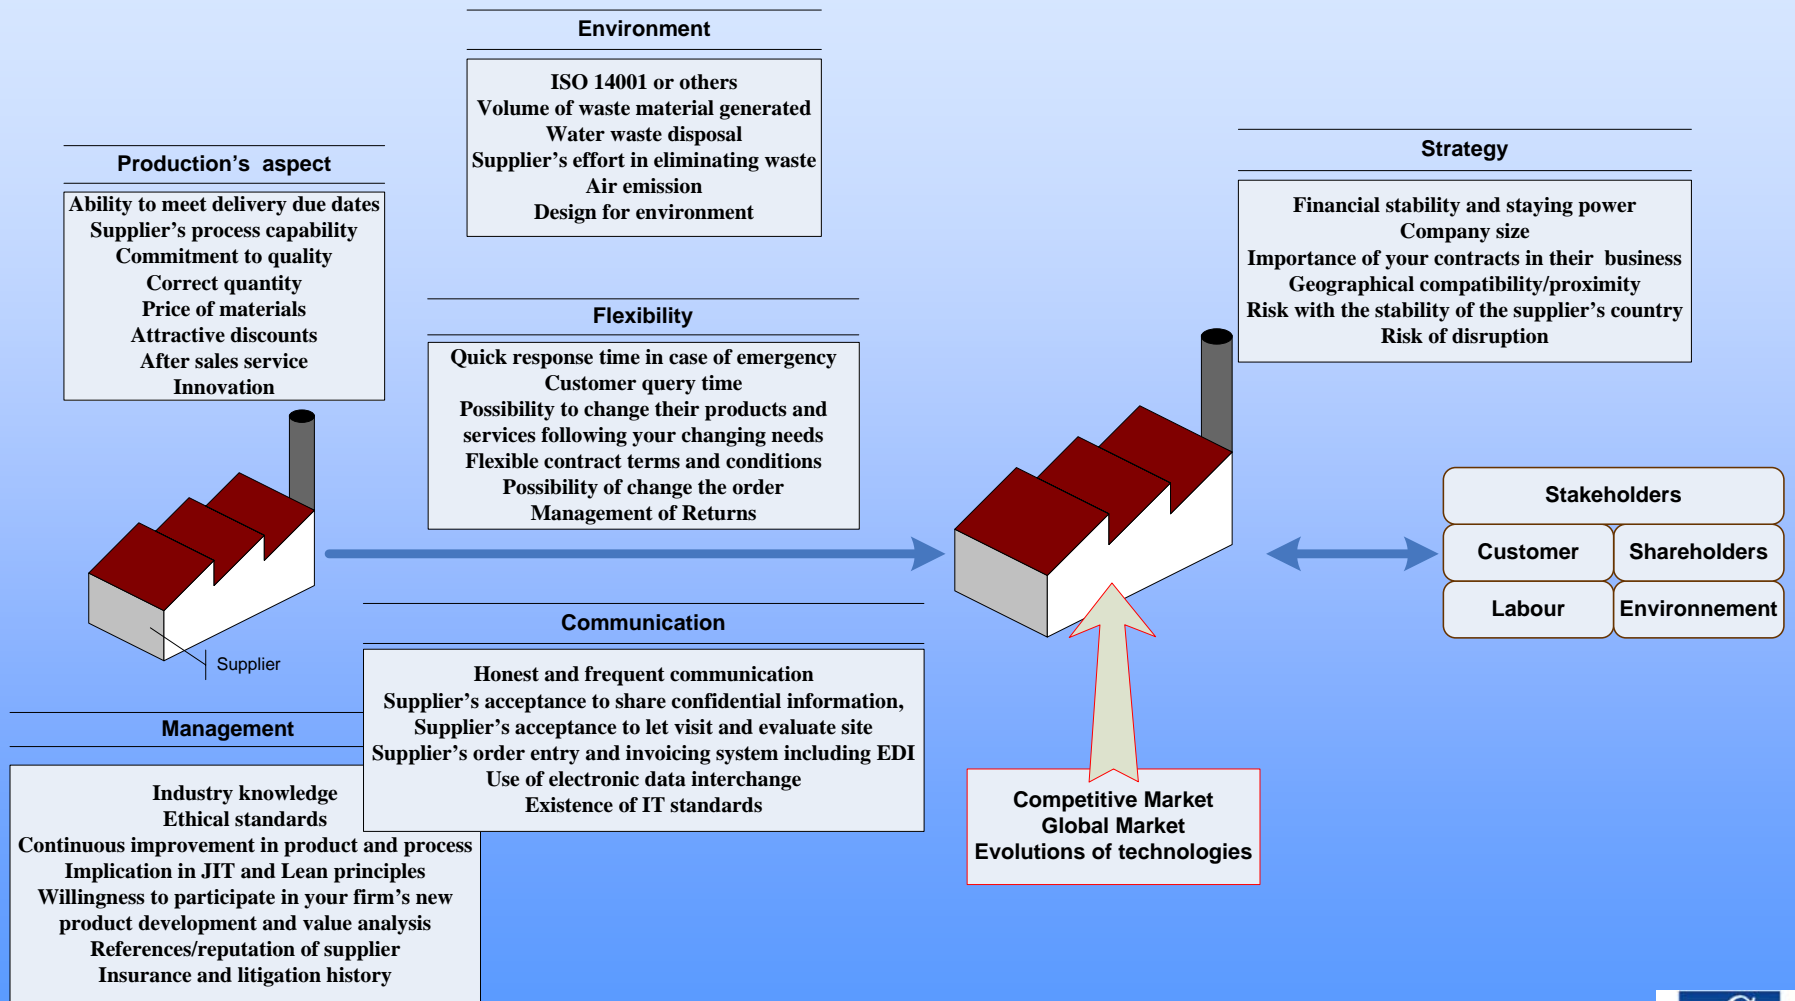 Environment
ISO 14001 or others
Volume of waste material generated
Water waste disposal
Supplier's effort in eliminating waste
Air emission
Design for environment
Production's  aspect
Ability to meet delivery due dates
Supplier's process capability
Commitment to quality
Correct quantity
Price of materials
Attractive discounts
After sales service
Innovation
Strategy
Financial stability and staying power
Company size
Importance of your contracts in their  business
Geographical compatibility/proximity
Risk with the stability of the supplier's country
Risk of disruption
Flexibility
Quick response time in case of emergency
Customer query time
Possibility to change their products and
services following your changing needs
Flexible contract terms and conditions
Possibility of change the order
Management of Returns
Stakeholders
Customer
Shareholders
Labour
Environnement
Supplier
Communication
Honest and frequent communication
Supplier's acceptance to share confidential information,
Supplier's acceptance to let visit and evaluate site
Supplier's order entry and invoicing system including EDI
Use of electronic data interchange
Existence of IT standards
Management
Industry knowledge
Ethical standards
Continuous improvement in product and process
Implication in JIT and Lean principles
Willingness to participate in your firm's new
product development and value analysis
References/reputation of supplier
Insurance and litigation history
Competitive Market
Global Market
Evolutions of technologies